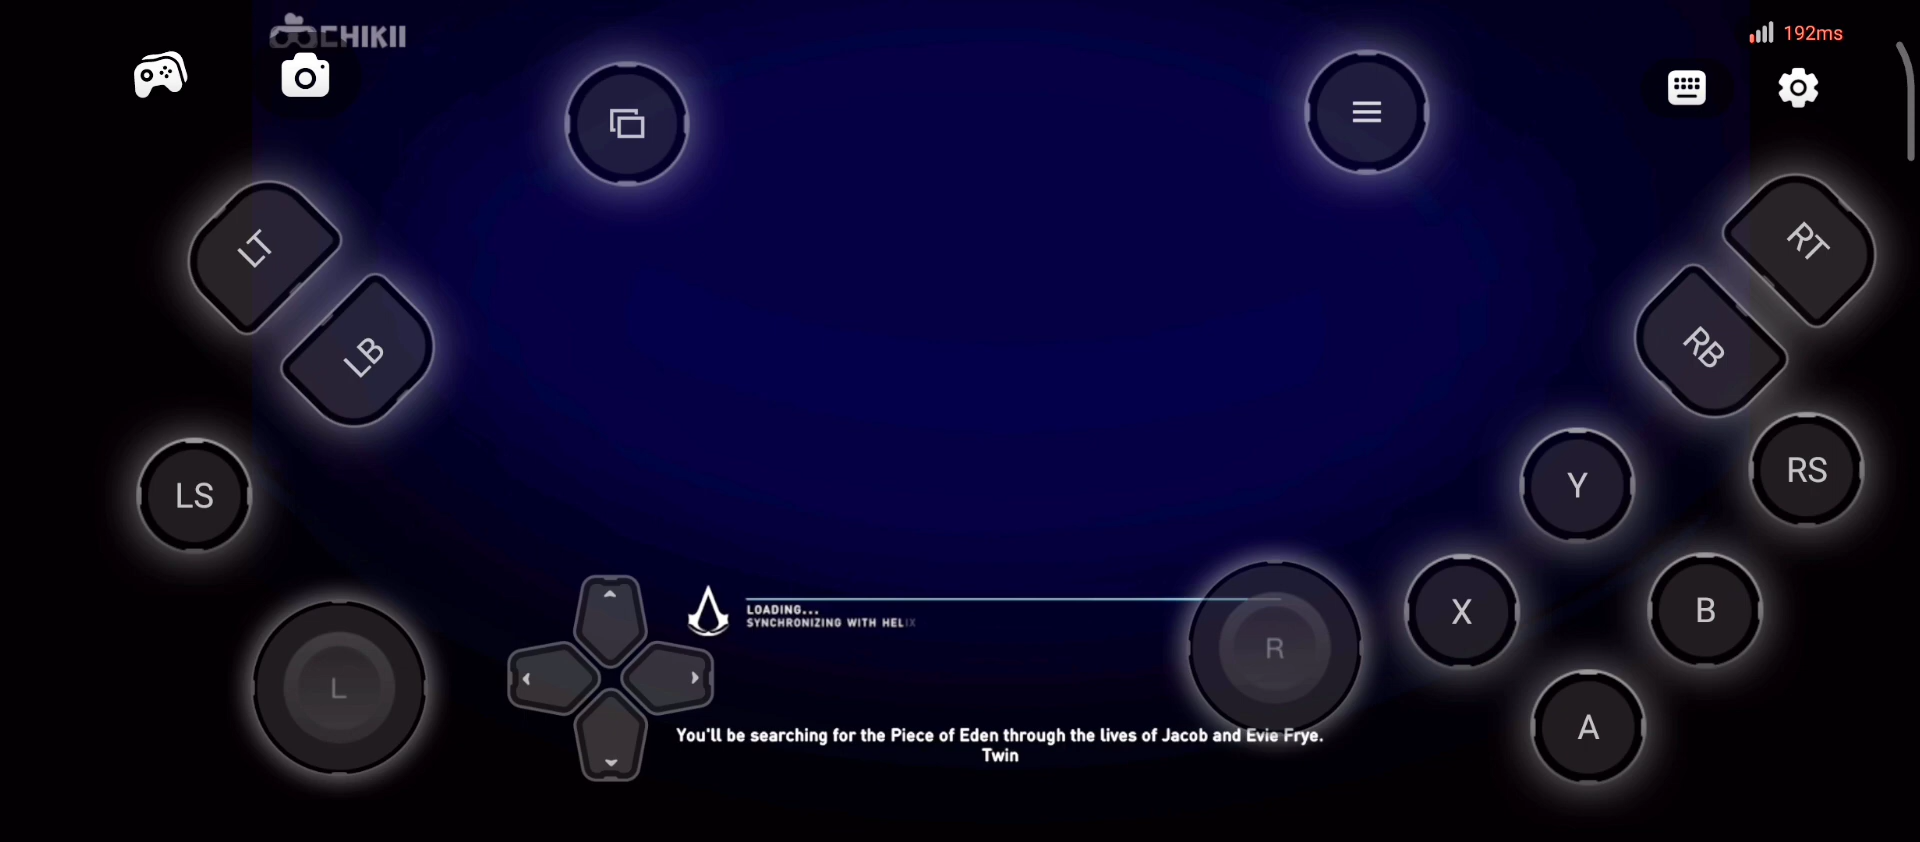 CHIKII
192ms
LT
RT
LB
RB
LS
RS
Y
X
B
A
L
R
LOADING...
SYNCHRONIZING WITH HELIX
You'll be searching for the Piece of Eden through the lives of Jacob and Evie Frye.
Twin